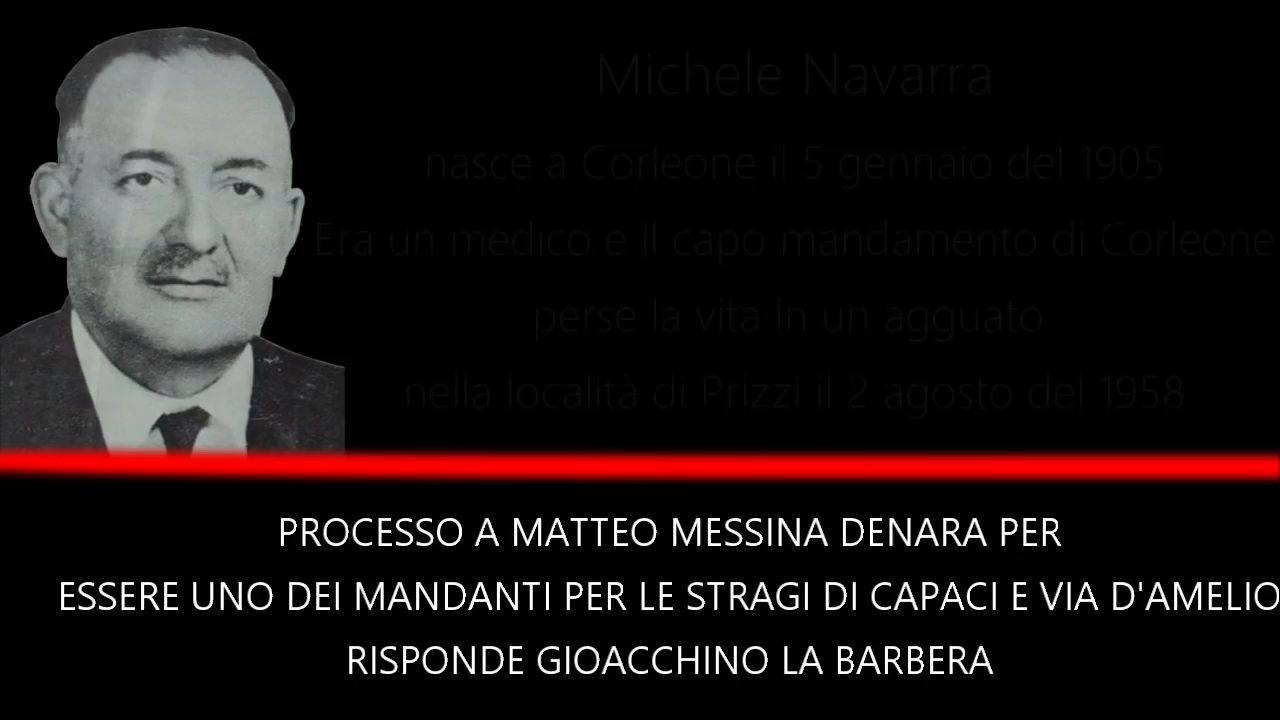 Michele Navarra
nasce a Corleone il 5 gennaio del 1905
Era un medico e il capo mandamento di Corleone
perse la vita in un agguato
nella località di Prizzi il 2 agosto del 1958
PROCESSO A MATTEO MESSINA DENARA PER
ESSERE UNO DEI MANDANTI PER LE STRAGI DI CAPACI E VIA D'AMELIO
RISPONDE GIOACCHINO LA BARBERA